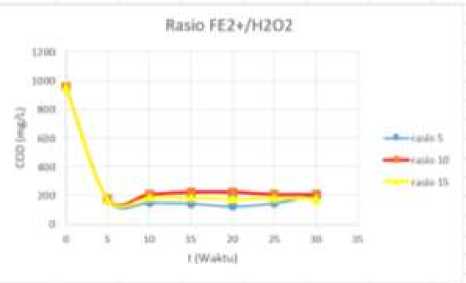 Rasio FE2+/H2O2
1200
1000
800
600
400
200
0
COD (mg/L)
0 5 10 15 20 25 30 35
t (Waktu)
rasio 5
rasio 10
rasio 15